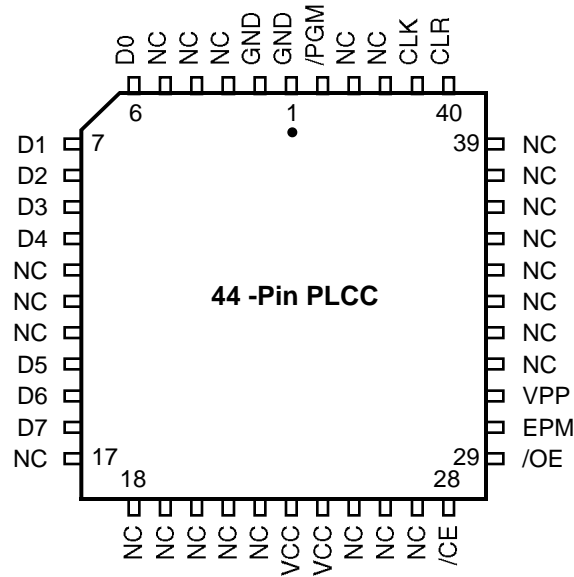 D0 NC NC NC GND GND /PGM NC NC CLK CLR
6 1 40
D1 7 39 NC
D2 NC
D3 NC
D4 NC
NC NC
NC 44 -Pin PLCC NC
NC NC
D5 NC
D6 VPP
D7 EPM
NC 17 29 /OE
18 28
NC NC NC NC NC VCC VCC NC NC NC /CE